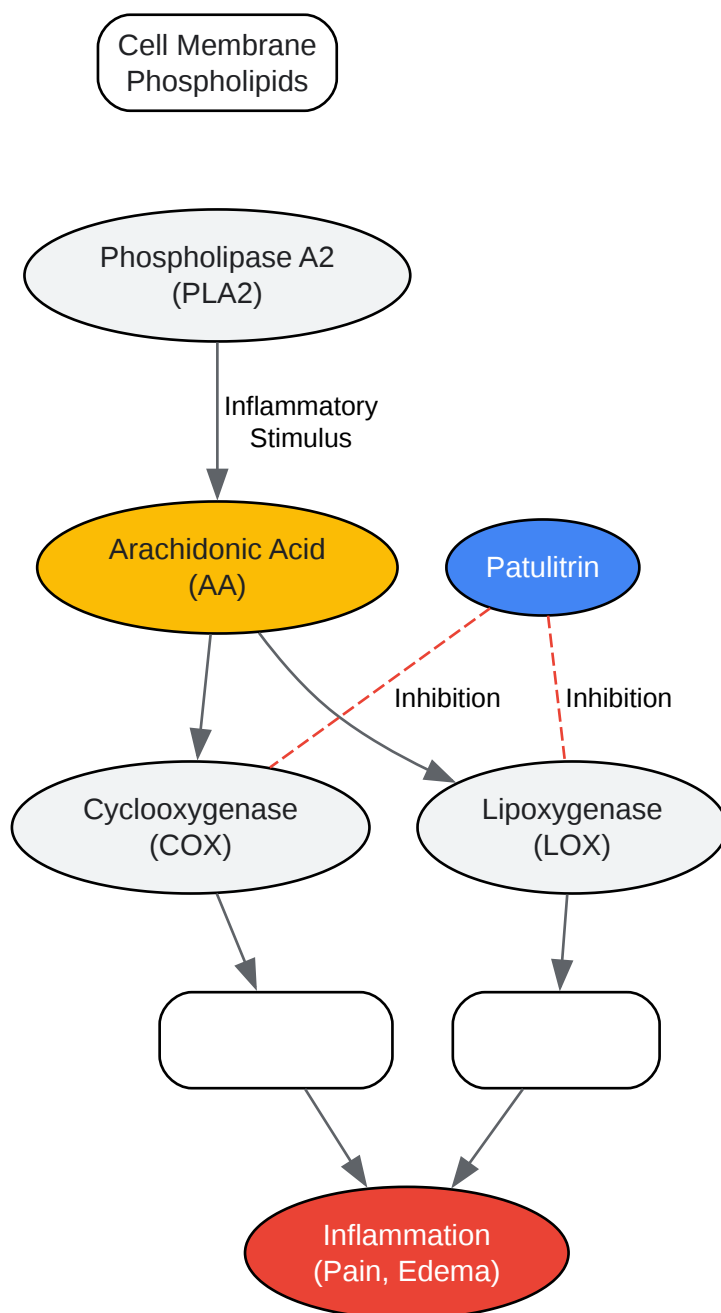 Cell Membrane
Phospholipids
Phospholipase A2
(PLA2)
Inflammatory
Stimulus
Arachidonic Acid
(AA)
Patulitrin
Inhibition
Inhibition
Cyclooxygenase
(COX)
Lipoxygenase
(LOX)
Inflammation
(Pain, Edema)